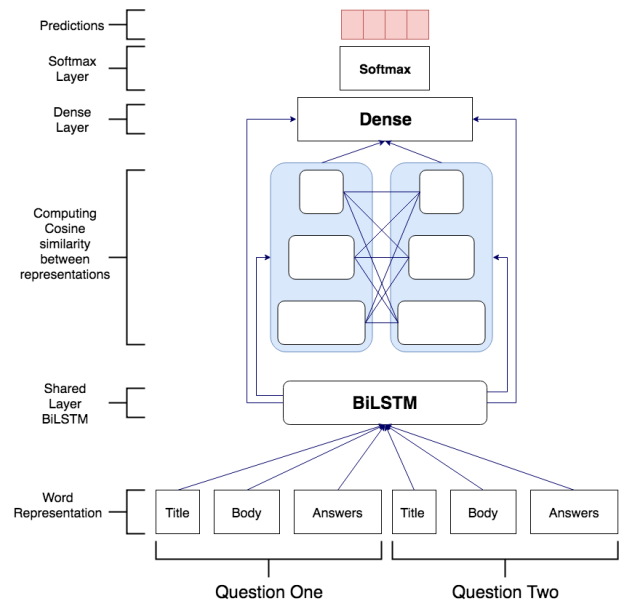 Predictions
Softmax
Layer
Softmax
Dense
Layer
Dense
Computing
Cosine
similarity
between
representations
Shared
Layer
BiLSTM
BiLSTM
Word
Representation
Title
Body
Answers
Title
Body
Answers
Question One
Question Two